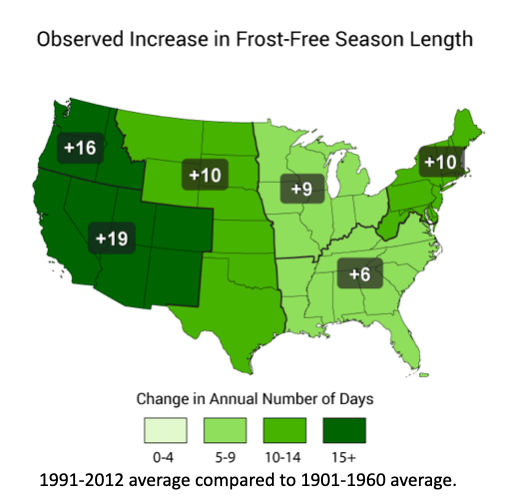 Observed Increase in Frost-Free Season Length
+16
+10
+10
+9
+19
+6
Change in Annual Number of Days
0-4 5-9 10-14 15+
1991-2012 average compared to 1901-1960 average.